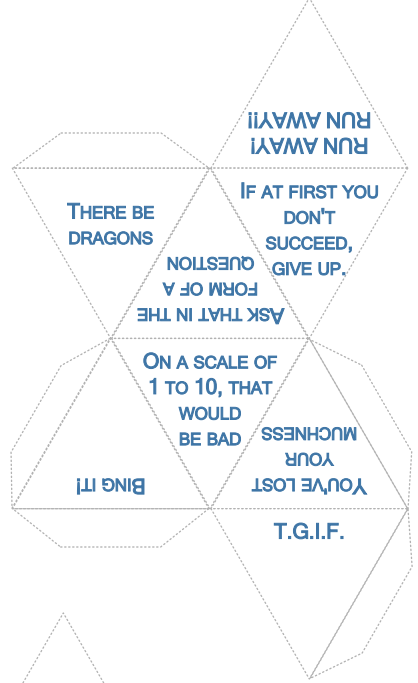 RUN AWAY!
RUN AWAY!!
IF AT FIRST YOU
DON'T
SUCCEED,
GIVE UP.
THERE BE
DRAGONS
ASK THAT IN THE
FORM OF A
QUESTION
ON A SCALE OF
1 TO 10, THAT
WOULD
BE BAD
YOU'VE LOST
YOUR
MUCHNESS
BING IT!
T.G.I.F.